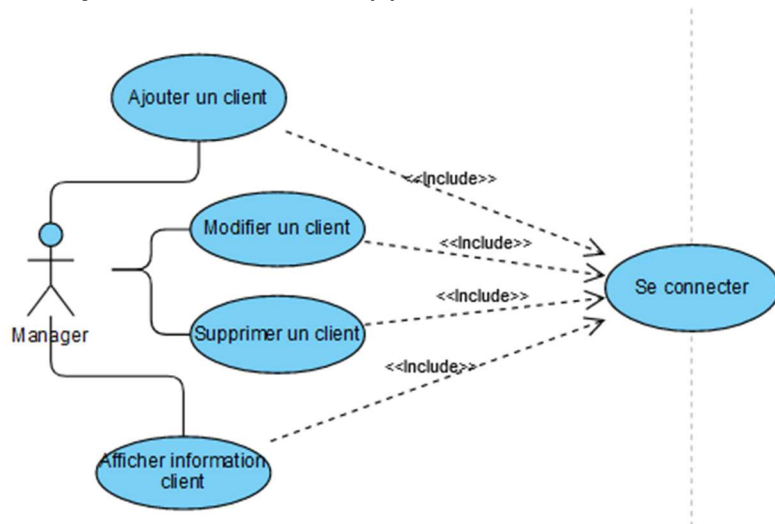 Ajouter un client
<<Include>>
Modifier un client
<<Include>>
Se connecter
<<Include>>
Manager
Supprimer un client
<<Include>>
Afficher information
client